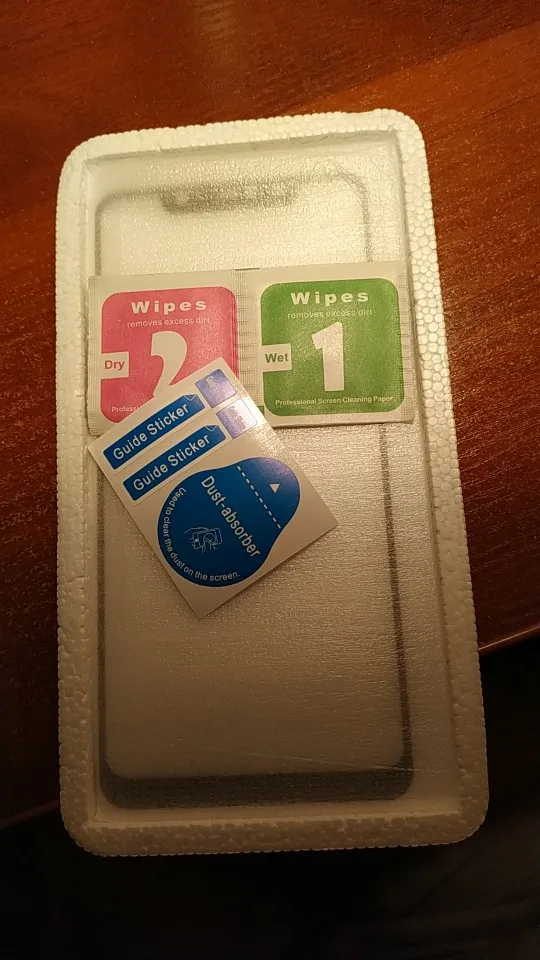 Wipes
removes excess dirt
Dry
2
Wipes
removes excess dirt
Wet
1
Professional Screen Cleaning Paper
Guide Sticker
Guide Sticker
Dust-absorber
Used to clear the dust on the screen.